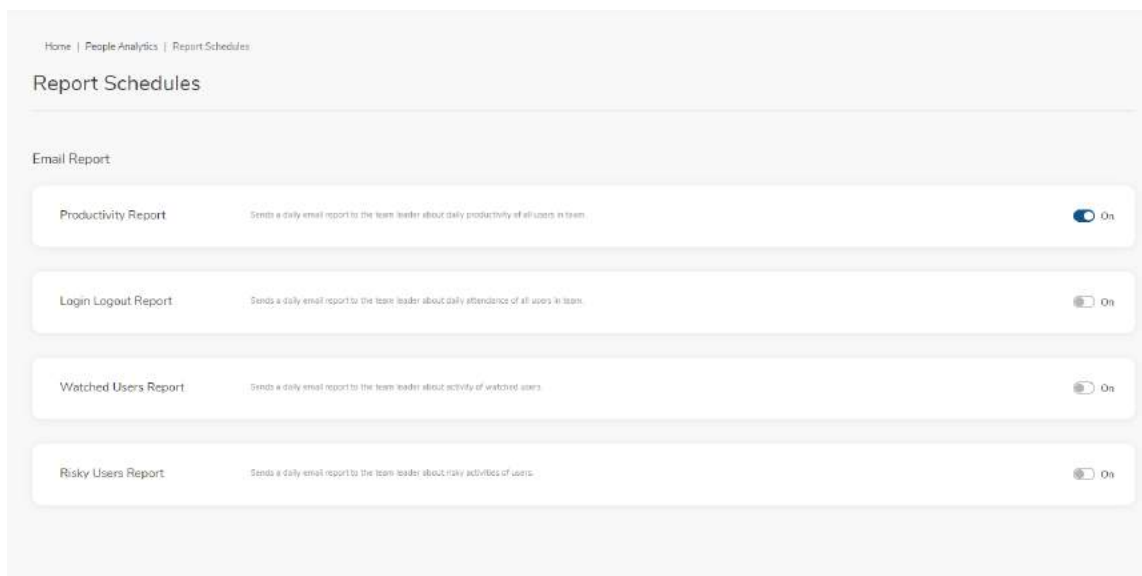 Home | People Analytics | Report Schedules
Report Schedules
Email Report
Productivity Report Sends a daily email report to the team leader about daily productivity of all users in team. On
Login Logout Report Sends a daily email report to the team leader about daily attendance of all users in team. On
Watched Users Report Sends a daily email report to the team leader about activity of watched users. On
Risky Users Report Sends a daily email report to the team leader about risky activities of users. On